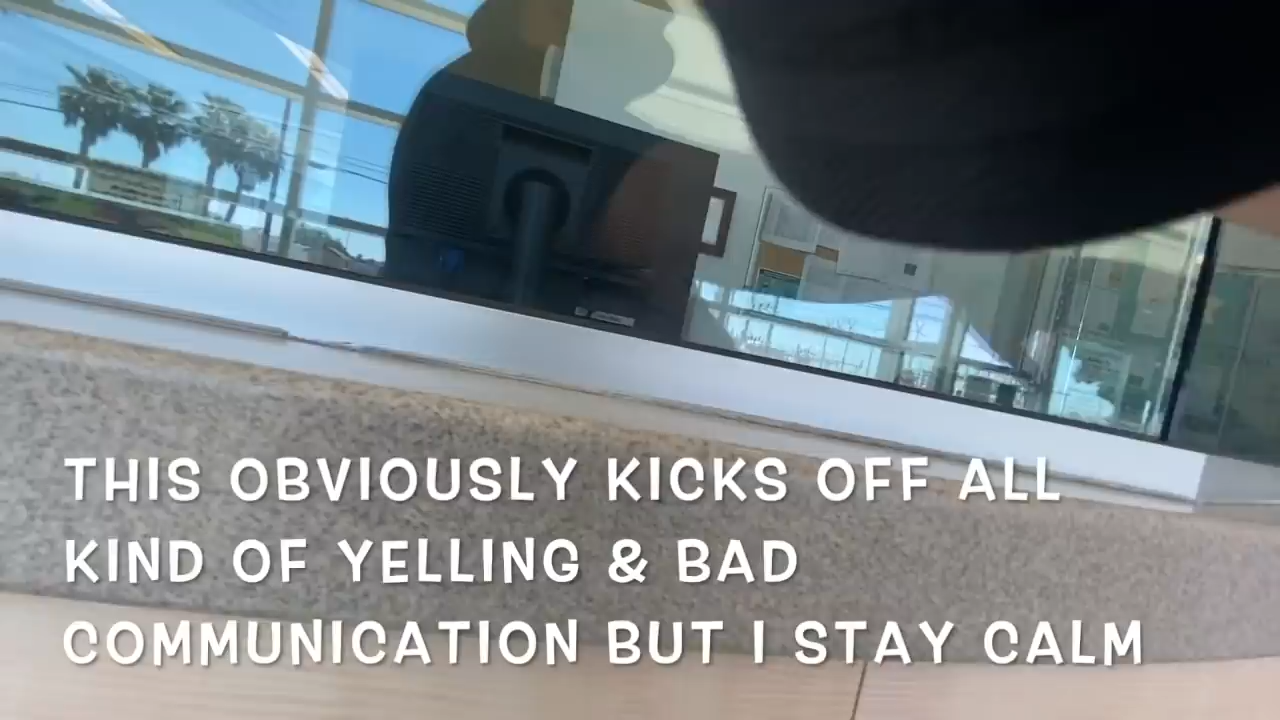 THIS OBVIOUSLY KICKS OFF ALL
KIND OF YELLING & BAD
COMMUNICATION BUT I STAY CALM